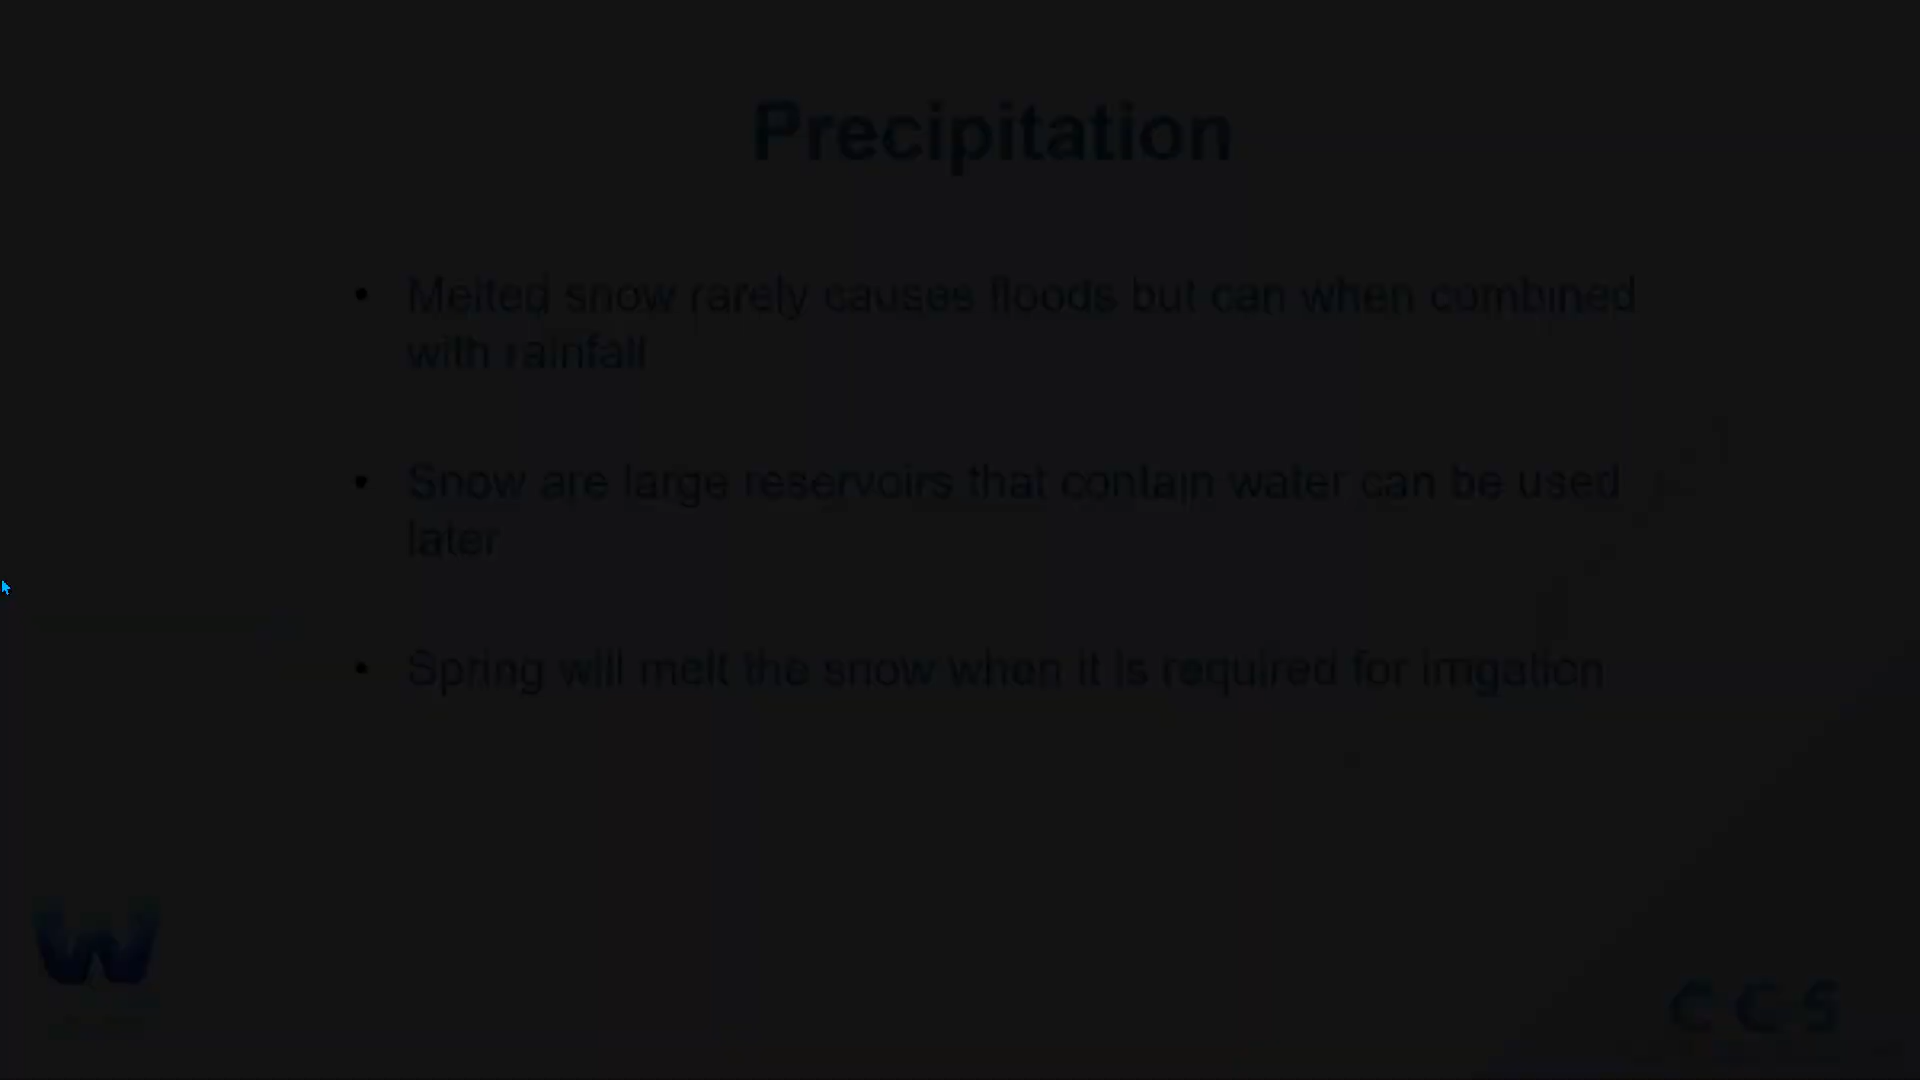 Precipitation
• Melted snow rarely causes floods but can when combined
with rainfall
• Snow are large reservoirs that contain water can be used
later
• Spring will melt the snow when it is required for irrigation
W
CCS